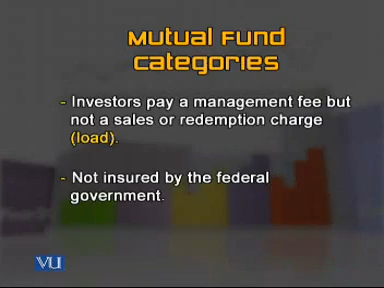 Mutual Fund
Categories
- Investors pay a management fee but
not a sales or redemption charge
(load).
- Not insured by the federal
government.
VU